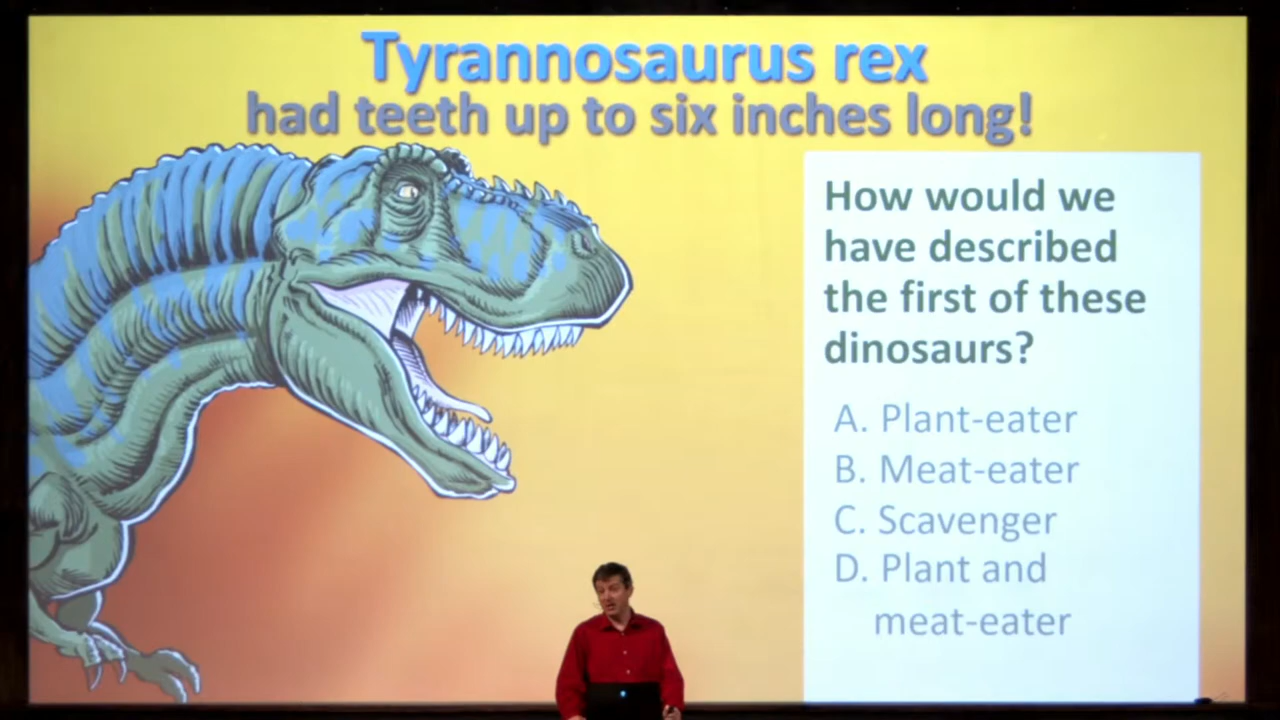 Tyrannosaurus rex
had teeth up to six inches long!
How would we
have described
the first of these
dinosaurs?
A. Plant-eater
B. Meat-eater
C. Scavenger
D. Plant and
meat-eater